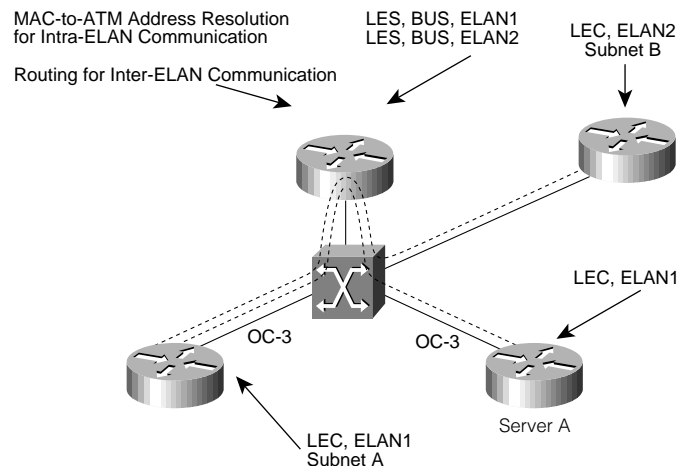 MAC-to-ATM Address Resolution
for Intra-ELAN Communication
Routing for Inter-ELAN Communication
LES, BUS, ELAN1
LES, BUS, ELAN2
LEC, ELAN2
Subnet B
LEC, ELAN1
OC-3
OC-3
Server A
LEC, ELAN1
Subnet A